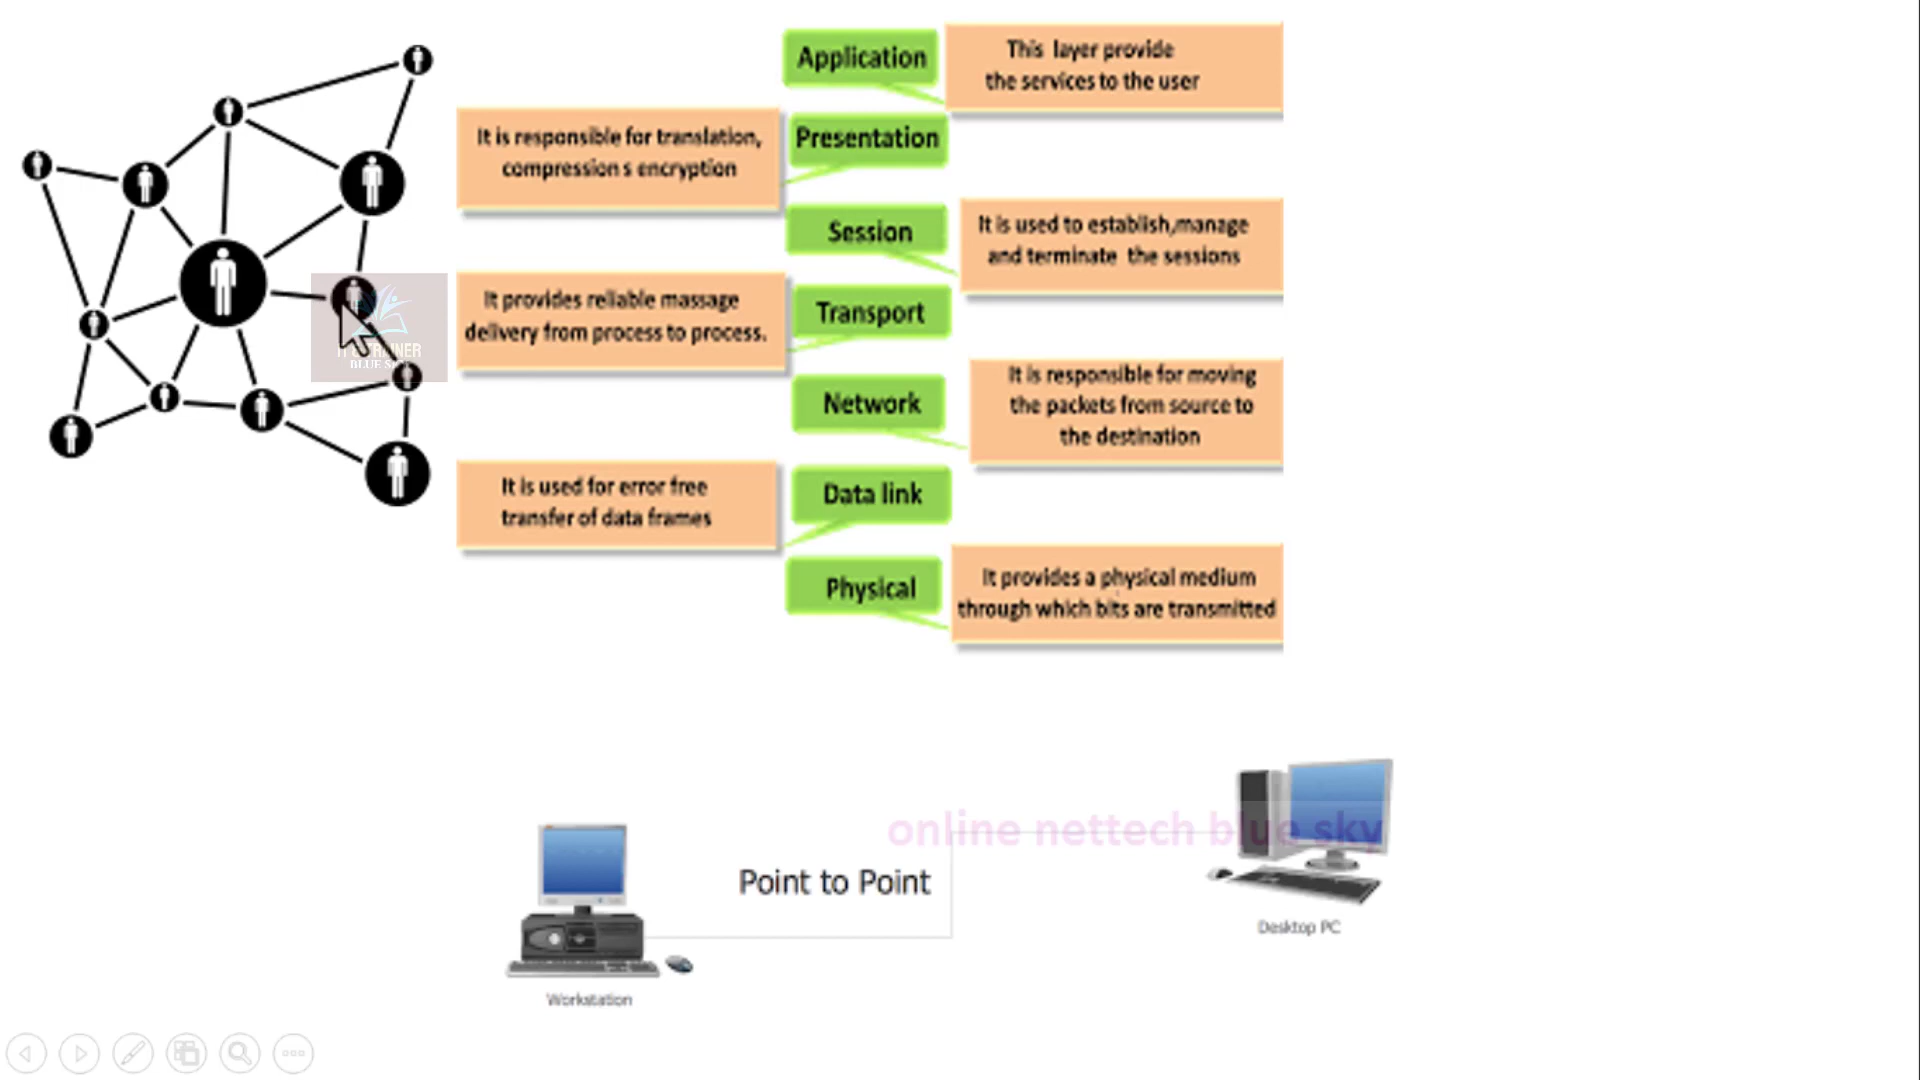 Application
This layer provide
the services to the user
It is responsible for translation,
compression s encryption
Presentation
Session
It is used to establish,manage
and terminate the sessions
It provides reliable massage
delivery from process to process.
Transport
Network
It is responsible for moving
the packets from source to
the destination
It is used for error free
transfer of data frames
Data link
Physical
It provides a physical medium
through which bits are transmitted
TRAINER
BLUE
online nettech blue sky
Point to Point
Desktop PC
Workstation